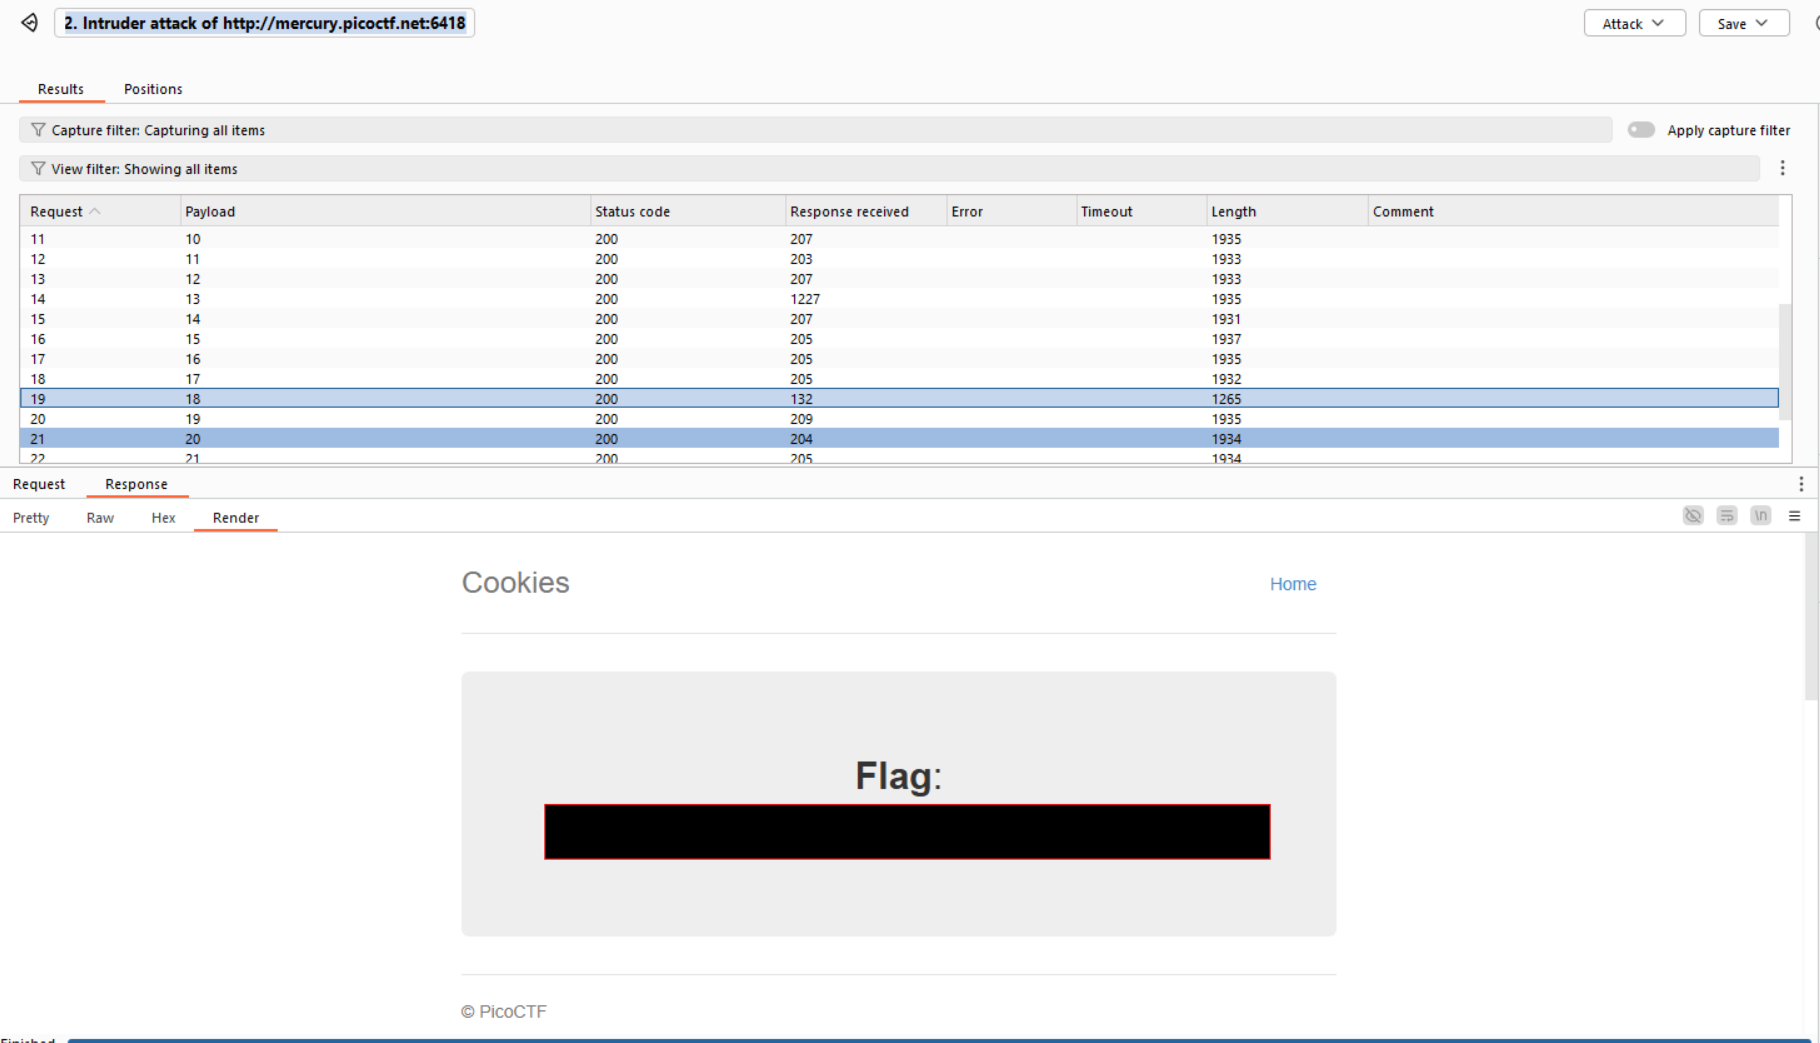 2. Intruder attack of http://mercury.picoctf.net:6418
Attack
Save
Results Positions
Capture filter: Capturing all items
Apply capture filter
View filter: Showing all items
Request Payload Status code Response received Error Timeout Length Comment
11 10 200 207 1935
12 11 200 203 1933
13 12 200 207 1933
14 13 200 1227 1935
15 14 200 207 1931
16 15 200 205 1937
17 16 200 205 1935
18 17 200 205 1932
19 18 200 132 1265
20 19 200 209 1935
21 20 200 204 1934
22 21 200 205 1934
Request Response
Pretty Raw Hex Render
\n
Cookies
Home
Flag:
© PicoCTF
Finished